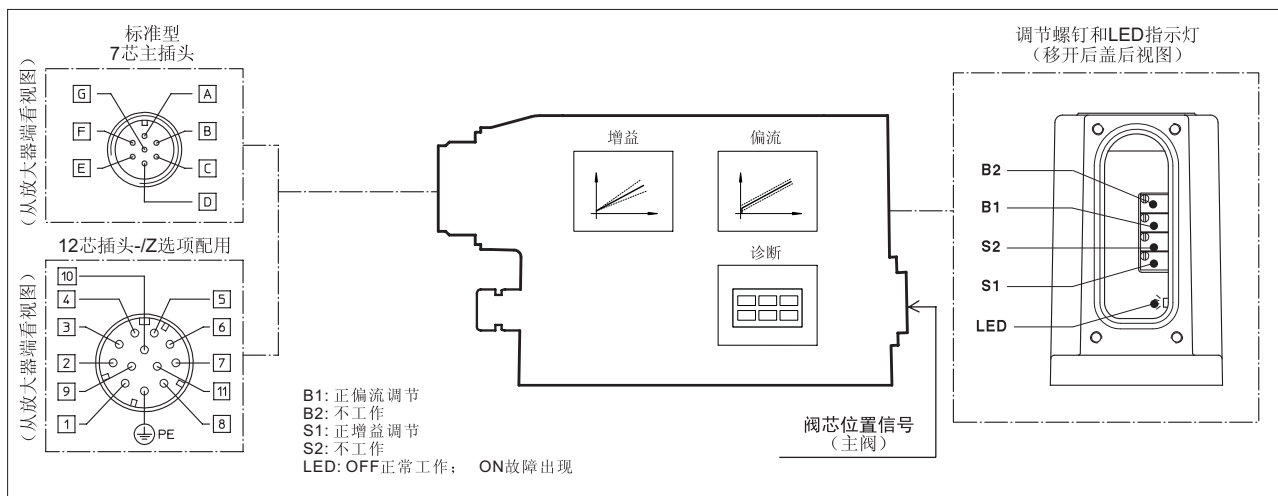 标准型
7芯主插头
（从放大器端看视图）
G
A
F
B
E
C
D
12芯插头-/Z选项配用
（从放大器端看视图）
10
4
5
3
6
2
7
9
11
1
8
PE
增益
偏流
诊断
B1: 正偏流调节
B2: 不工作
S1: 正增益调节
S2: 不工作
LED: OFF正常工作； ON故障出现
阀芯位置信号
（主阀）
调节螺钉和LED指示灯
（移开后盖后视图）
B2
B1
S2
S1
LED